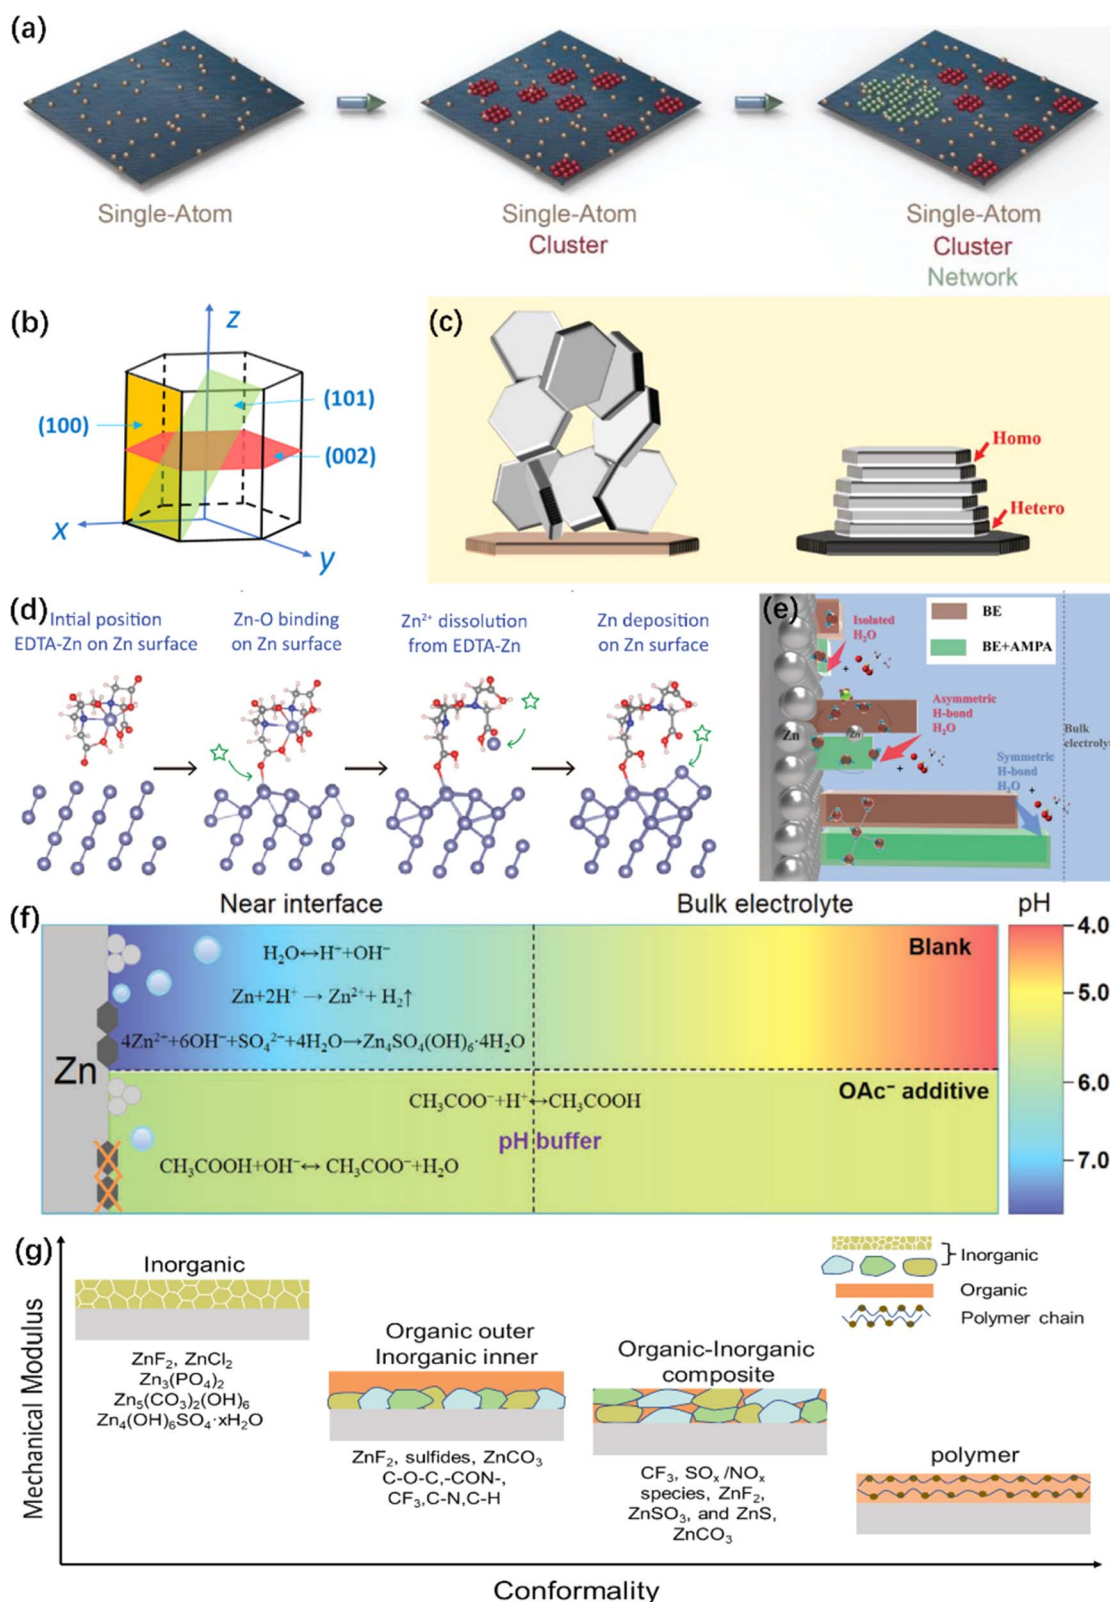 (a)
Single-Atom
Single-Atom
Cluster
Single-Atom
Cluster
Network
(b)
z
(100)
(101)
(002)
x
y
(c)
Homo
Hetero
(d)
Intial position
EDTA-Zn on Zn surface
Zn-O binding
on Zn surface
Zn²⁺ dissolution
from EDTA-Zn
Zn deposition
on Zn surface
(e)
Isolated
H₂O
BE
BE+AMPA
+
Asymmetric
H-bond
H₂O
Zn
Zn
Bulk
electrolyte
+
Symmetric
H-bond
H₂O
+
(f)
Near interface
Bulk electrolyte
pH
Blank
H₂O↔H⁺+OH⁻
Zn+2H⁺ → Zn²⁺+ H₂↑
4Zn²⁺+6OH⁻+SO₄²⁻+4H₂O→Zn₄SO₄(OH)₆·4H₂O
Zn
OAc⁻ additive
CH₃COO⁻+H⁺↔CH₃COOH
pH buffer
CH₃COOH+OH⁻↔ CH₃COO⁻+H₂O
4.0
5.0
6.0
7.0
(g)
Mechanical Modulus
Inorganic
ZnF₂, ZnCl₂
Zn₃(PO₄)₂
Zn₅(CO₃)₂(OH)₆
Zn₄(OH)₆SO₄·xH₂O
Organic outer
Inorganic inner
ZnF₂, sulfides, ZnCO₃
C-O-C,-CON-,
CF₃,C-N,C-H
Organic-Inorganic
composite
CF₃, SOₓ/NOₓ
species, ZnF₂,
ZnSO₃, and ZnS,
ZnCO₃
polymer
Inorganic
Organic
Polymer chain
Conformality